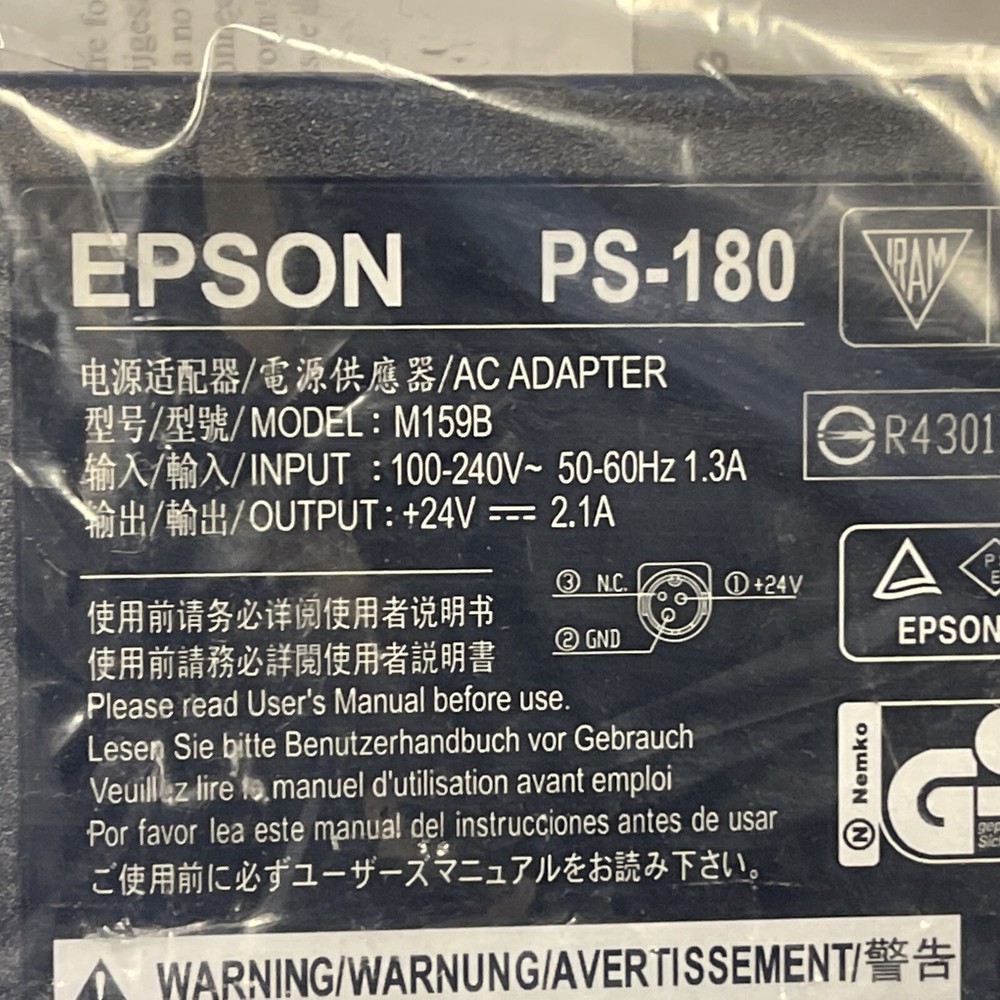 EPSON PS-180
IRAM
电源适配器/電源供應器/AC ADAPTER
型号/型號/MODEL : M159B
R4301
输入/輸入/INPUT : 100-240V~ 50-60Hz 1.3A
输出/輸出/OUTPUT : +24V ⎓ 2.1A
③ N.C. ①+24V
② GND
EPSON
使用前请务必详阅使用者说明书
使用前請務必詳閱使用者説明書
Please read User's Manual before use.
Lesen Sie bitte Benutzerhandbuch vor Gebrauch
Veuillez lire le manuel d'utilisation avant emploi
Por favor lea este manual del instrucciones antes de usar
ご使用前に必ずユーザーズマニュアルをお読み下さい。
N Nemko
GS
WARNING/WARNUNG/AVERTISSEMENT/警告